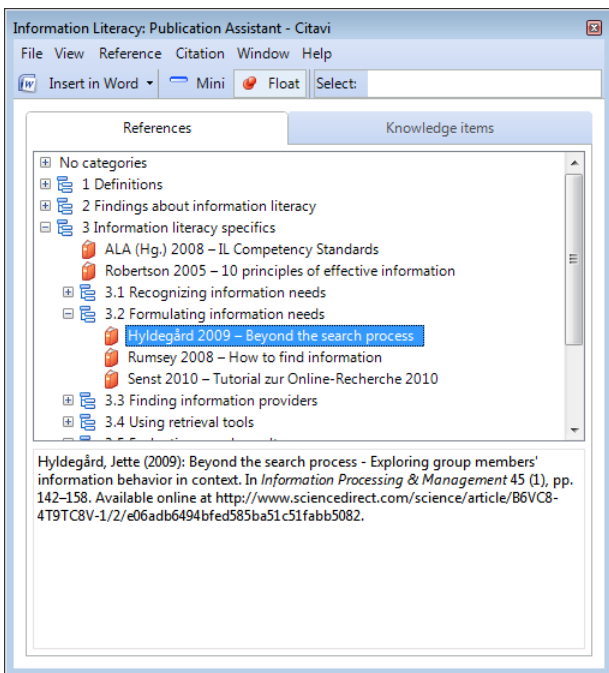 Information Literacy: Publication Assistant - Citavi
File View Reference Citation Window Help
Insert in Word Mini Float Select:
References Knowledge items
No categories
1 Definitions
2 Findings about information literacy
3 Information literacy specifics
ALA (Hg.) 2008 – IL Competency Standards
Robertson 2005 – 10 principles of effective information
3.1 Recognizing information needs
3.2 Formulating information needs
Hyldegård 2009 – Beyond the search process
Rumsey 2008 – How to find information
Senst 2010 – Tutorial zur Online-Recherche 2010
3.3 Finding information providers
3.4 Using retrieval tools
Hyldegård, Jette (2009): Beyond the search process - Exploring group members'
information behavior in context. In Information Processing & Management 45 (1), pp.
142–158. Available online at http://www.sciencedirect.com/science/article/B6VC8-
4T9TC8V-1/2/e06adb6494bfed585ba51c51fabb5082.